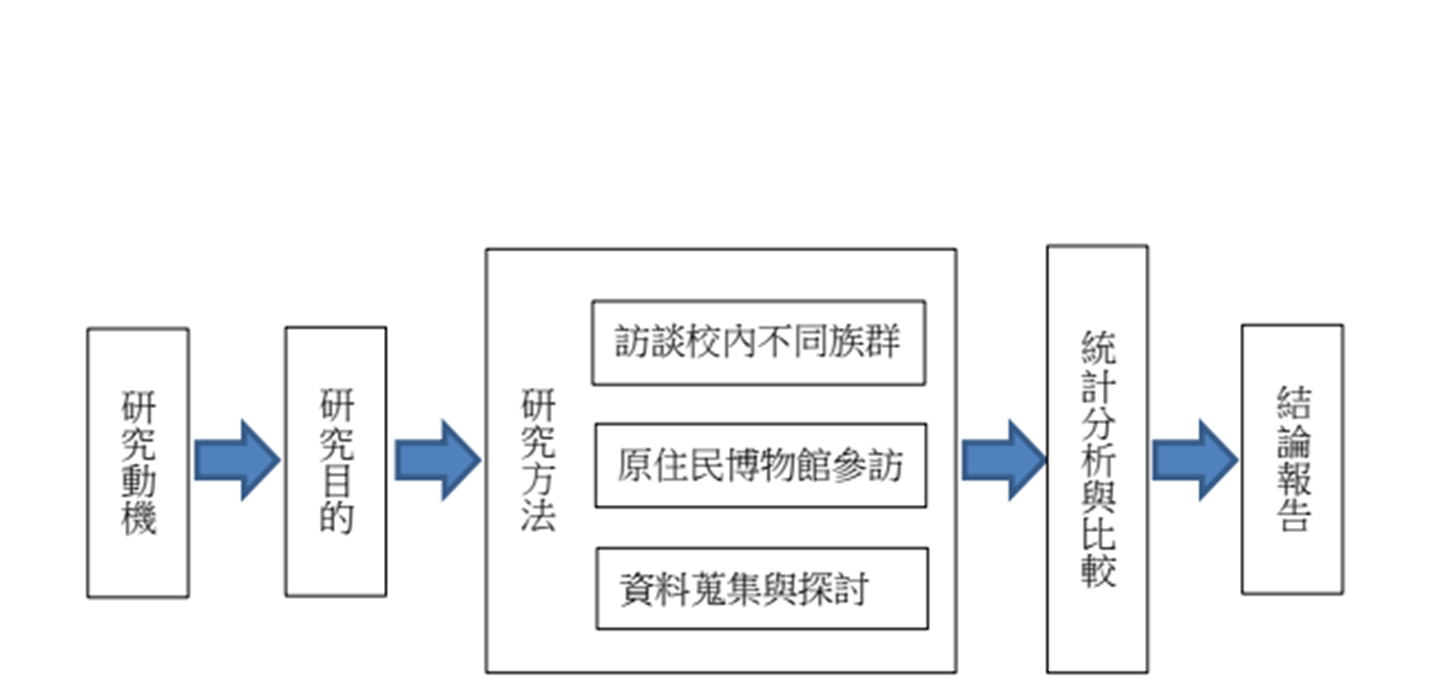 研究動機
研究目的
研究方法
訪談校內不同族群
原住民博物館參訪
資料蒐集與探討
統計分析與比較
結論報告